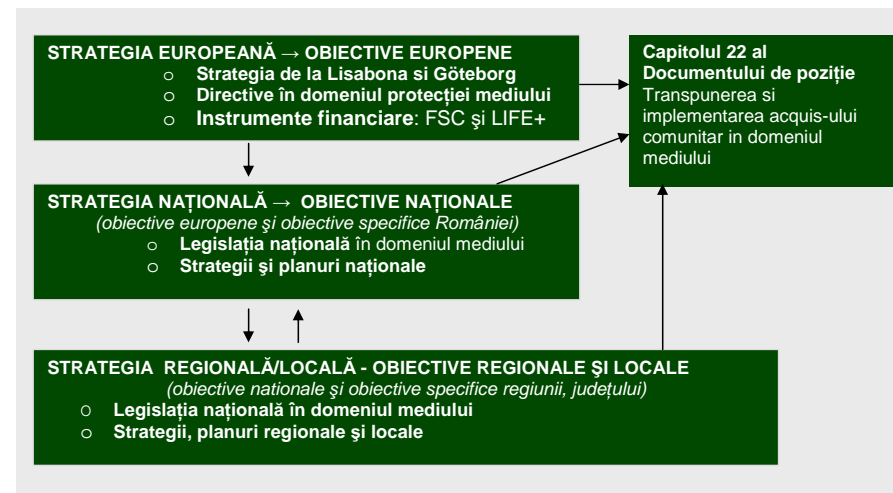 STRATEGIA EUROPEANĂ → OBIECTIVE EUROPENE
o Strategia de la Lisabona si Göteborg
o Directive în domeniul protecției mediului
o Instrumente financiare: FSC şi LIFE+
Capitolul 22 al
Documentului de poziție
Transpunerea si
implementarea acquis-ului
comunitar in domeniul
mediului
STRATEGIA NAȚIONALĂ → OBIECTIVE NAȚIONALE
(obiective europene şi obiective specifice României)
o Legislația națională în domeniul mediului
o Strategii şi planuri naționale
STRATEGIA REGIONALĂ/LOCALĂ - OBIECTIVE REGIONALE ŞI LOCALE
(obiective nationale şi obiective specifice regiunii, județului)
o Legislația națională în domeniul mediului
o Strategii, planuri regionale şi locale